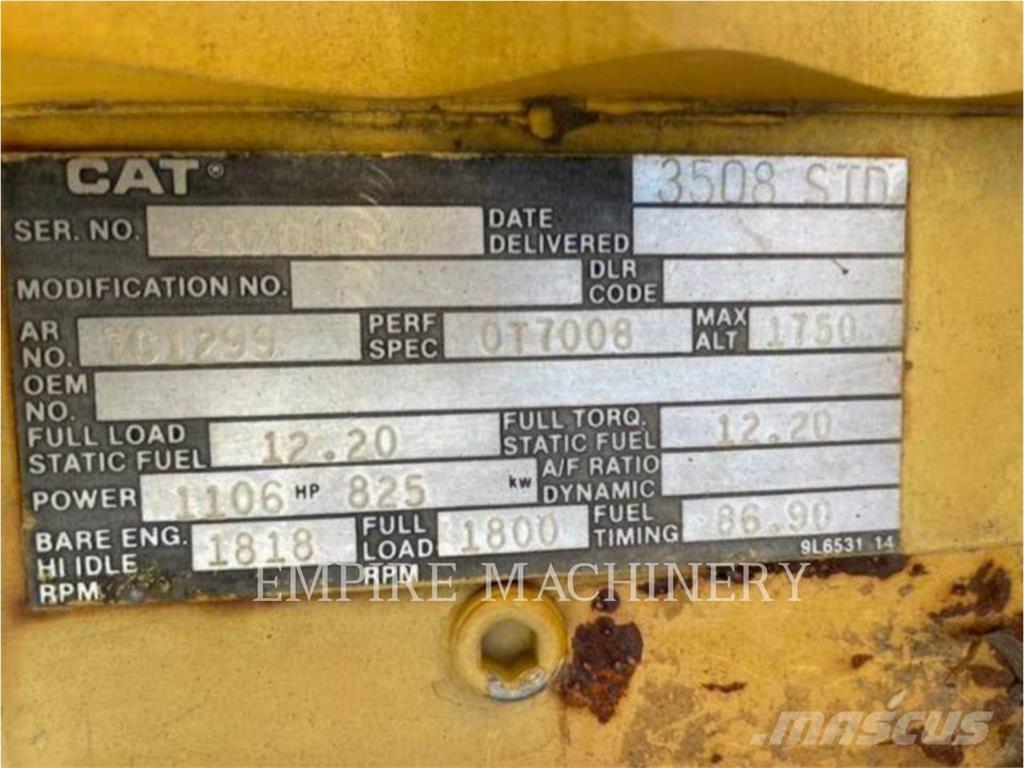 CAT®
3508 STD
SER. NO.
DATE DELIVERED
MODIFICATION NO.
DLR CODE
AR NO. 7C1299 PERF SPEC 0T7008 MAX ALT 1750
OEM NO.
FULL LOAD STATIC FUEL 12.20 FULL TORQ. STATIC FUEL 12.20
POWER 1106 HP 825 kw A/F RATIO DYNAMIC
BARE ENG. HI IDLE RPM 1818 FULL LOAD RPM 1800 FUEL TIMING 86.90
9L6531 14
EMPIRE MACHINERY
MASCUS